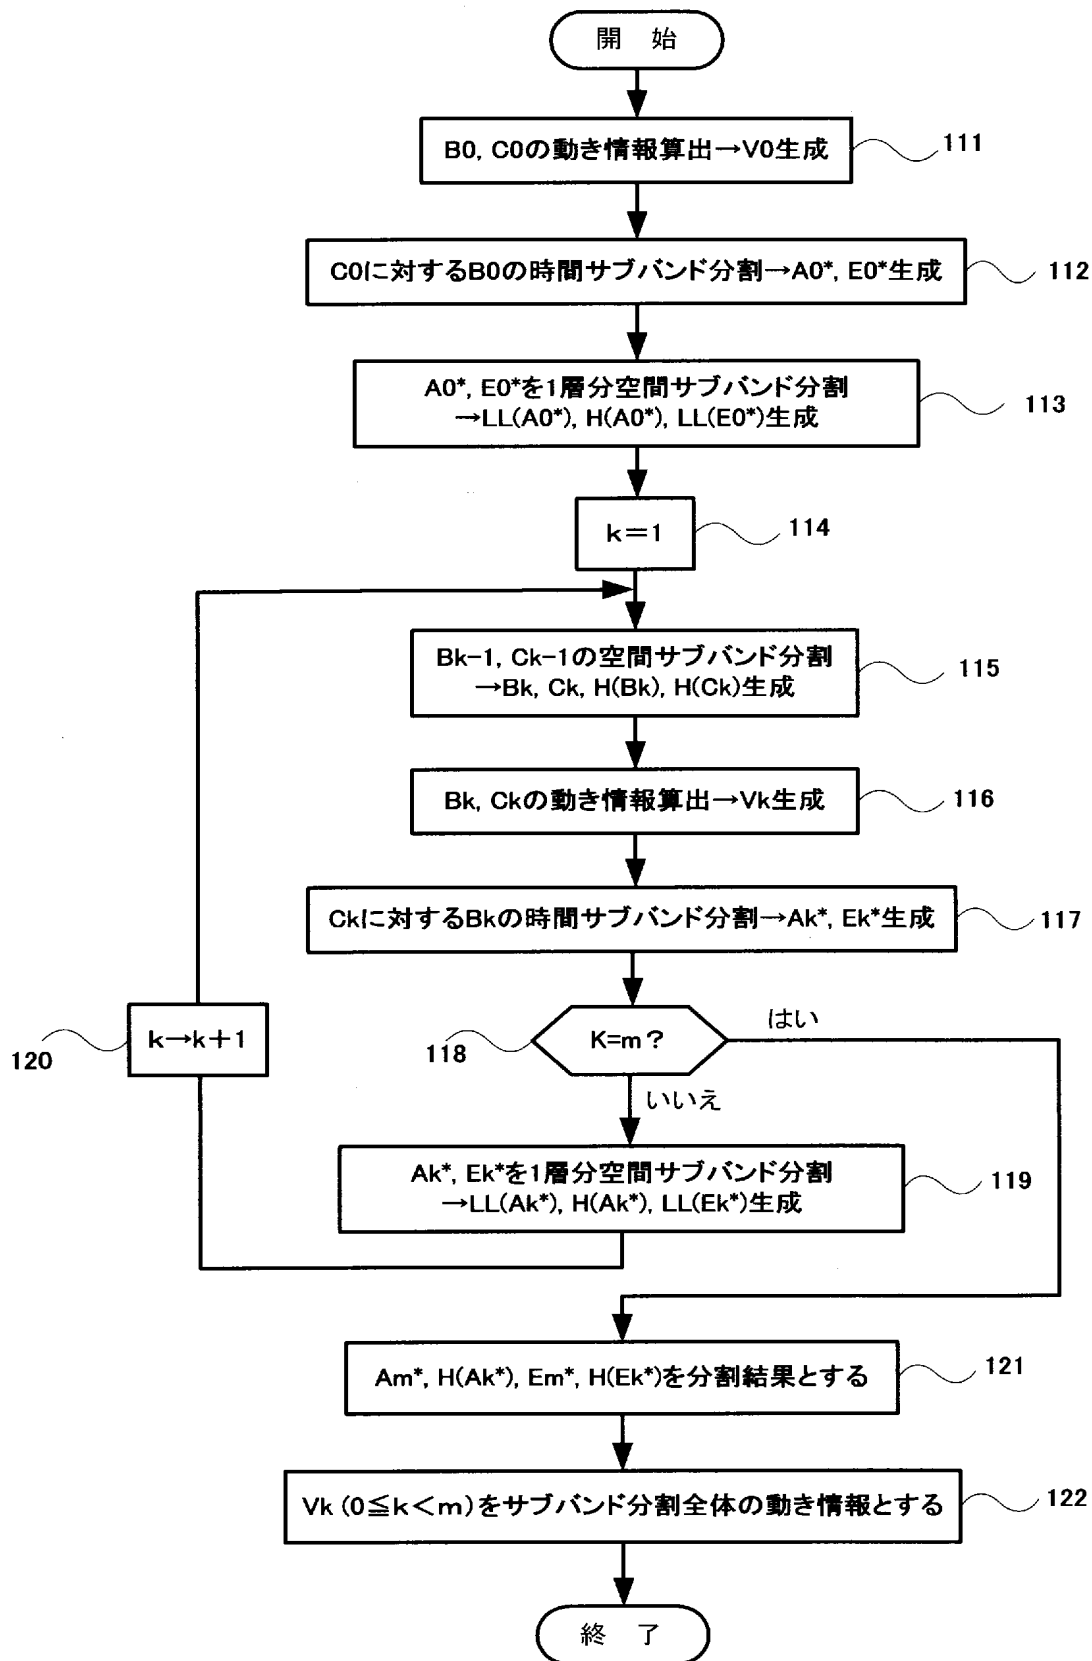 開 始
B0, C0の動き情報算出→V0生成
111
C0に対するB0の時間サブバンド分割→A0*, E0*生成
112
A0*, E0*を1層分空間サブバンド分割
→LL(A0*), H(A0*), LL(E0*)生成
113
k=1
114
Bk-1, Ck-1の空間サブバンド分割
→Bk, Ck, H(Bk), H(Ck)生成
115
Bk, Ckの動き情報算出→Vk生成
116
Ckに対するBkの時間サブバンド分割→Ak*, Ek*生成
117
K=m?
118
はい
いいえ
k→k+1
120
Ak*, Ek*を1層分空間サブバンド分割
→LL(Ak*), H(Ak*), LL(Ek*)生成
119
Am*, H(Ak*), Em*, H(Ek*)を分割結果とする
121
Vk (0≦k<m)をサブバンド分割全体の動き情報とする
122
終 了